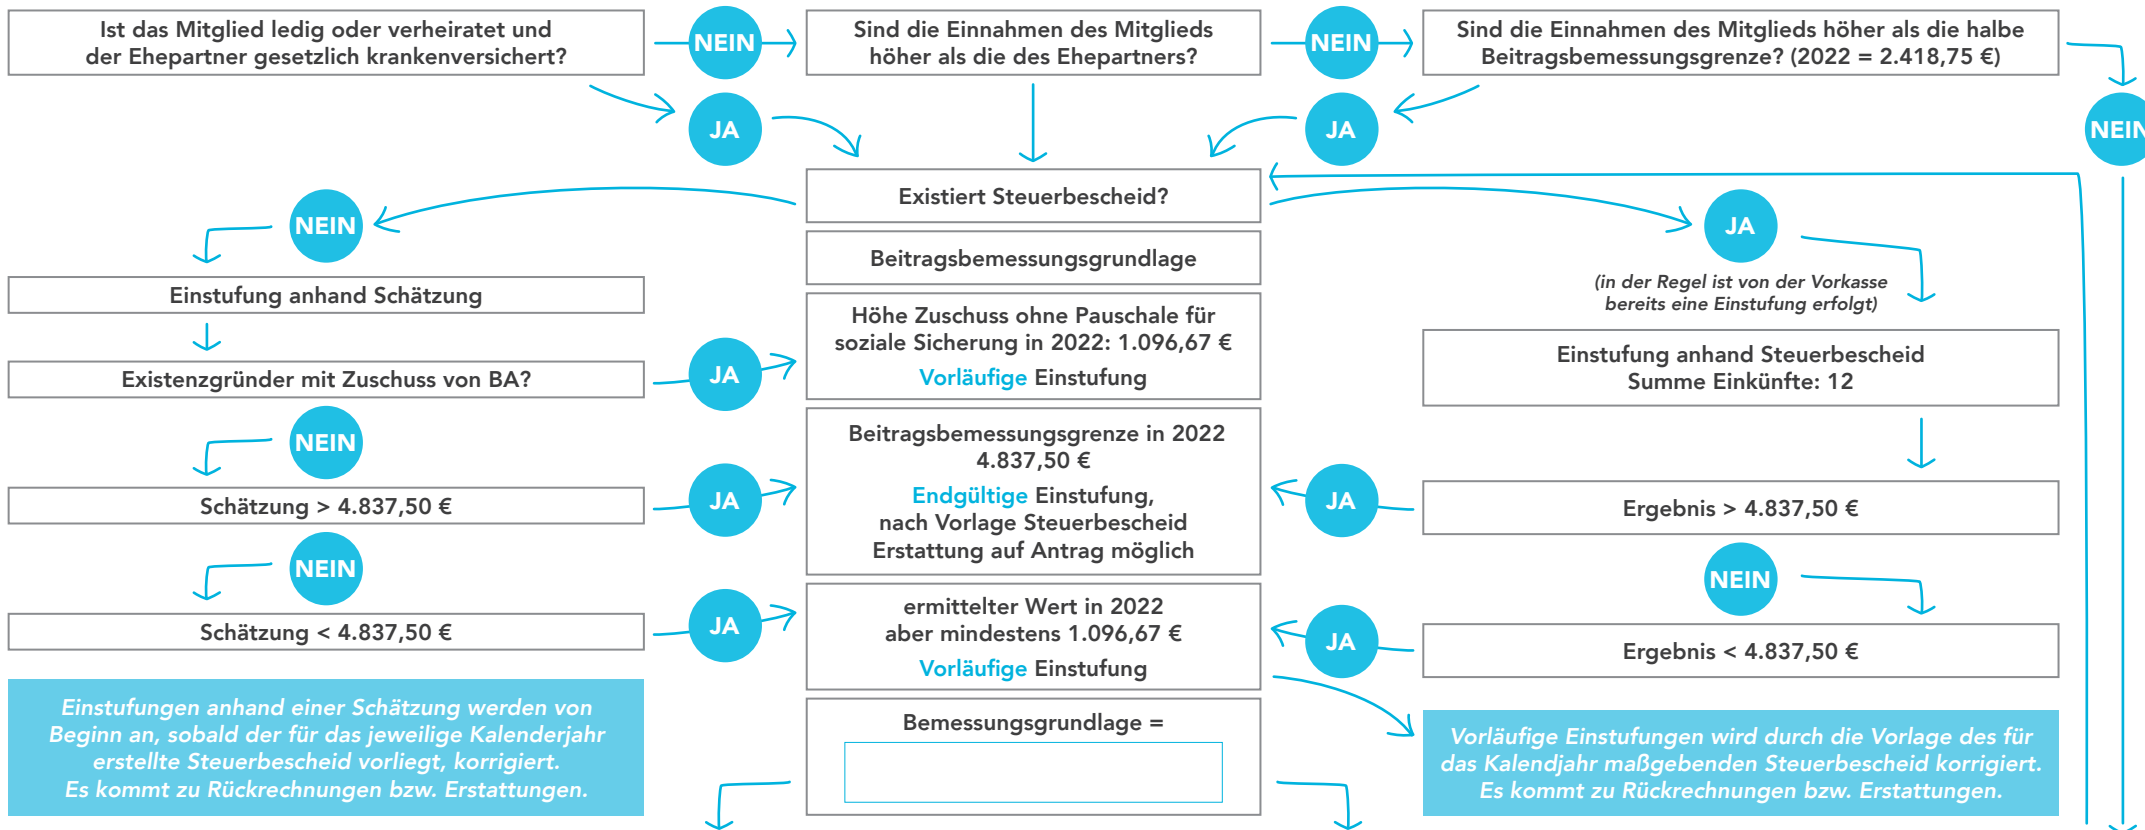 Ist das Mitglied ledig oder verheiratet und
der Ehepartner gesetzlich krankenversichert?
NEIN
Sind die Einnahmen des Mitglieds
höher als die des Ehepartners?
NEIN
Sind die Einnahmen des Mitglieds höher als die halbe
Beitragsbemessungsgrenze? (2022 = 2.418,75 €)
JA
JA
NEIN
Existiert Steuerbescheid?
NEIN
JA
Beitragsbemessungsgrundlage
(in der Regel ist von der Vorkasse
bereits eine Einstufung erfolgt)
Einstufung anhand Schätzung
Höhe Zuschuss ohne Pauschale für
soziale Sicherung in 2022: 1.096,67 €
Vorläufige Einstufung
Einstufung anhand Steuerbescheid
Summe Einkünfte: 12
Existenzgründer mit Zuschuss von BA?
JA
NEIN
Beitragsbemessungsgrenze in 2022
4.837,50 €
Endgültige Einstufung,
nach Vorlage Steuerbescheid
Erstattung auf Antrag möglich
Schätzung > 4.837,50 €
JA
JA
Ergebnis > 4.837,50 €
NEIN
NEIN
Schätzung < 4.837,50 €
JA
ermittelter Wert in 2022
aber mindestens 1.096,67 €
Vorläufige Einstufung
JA
Ergebnis < 4.837,50 €
Einstufungen anhand einer Schätzung werden von
Beginn an, sobald der für das jeweilige Kalenderjahr
erstellte Steuerbescheid vorliegt, korrigiert.
Es kommt zu Rückrechnungen bzw. Erstattungen.
Bemessungsgrundlage =
Vorläufige Einstufungen wird durch die Vorlage des für
das Kalendjahr maßgebenden Steuerbescheid korrigiert.
Es kommt zu Rückrechnungen bzw. Erstattungen.